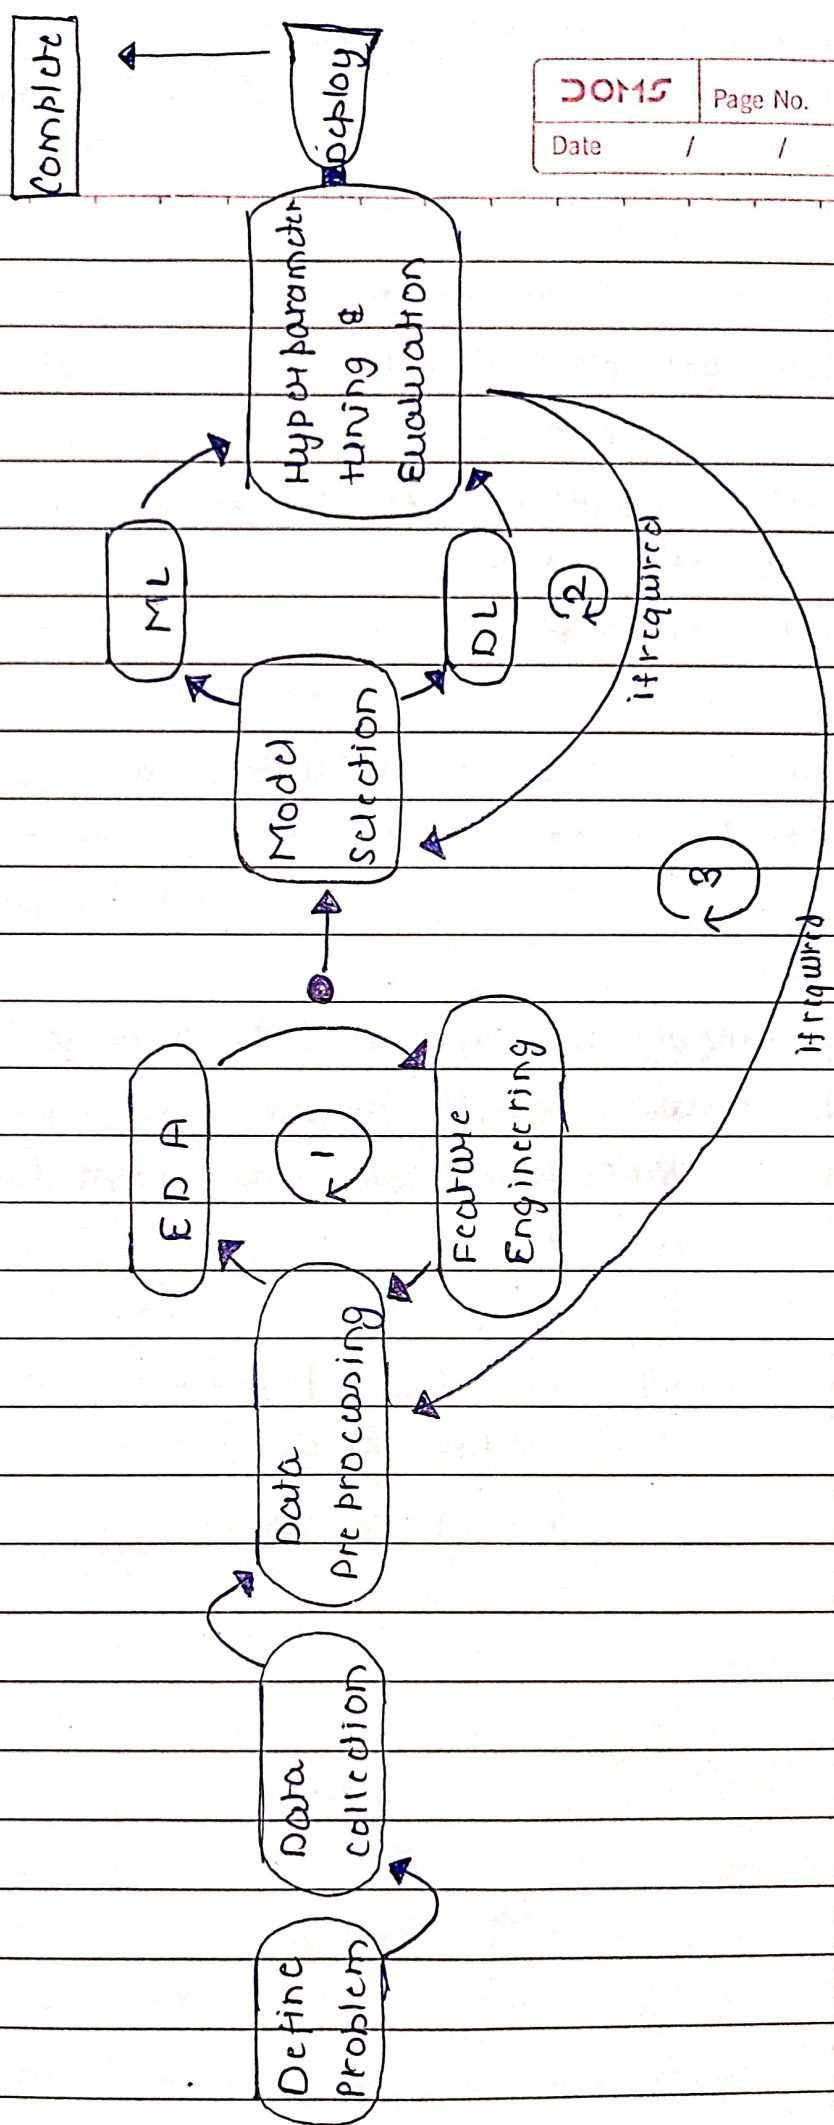 DOMS
Page No.
Date / /
Define
Problem
Data
collection
Data
Pre processing
EDA
1
Feature
Engineering
Model
selection
ML
DL
2
if required
3
if required
Hyperparameter
tuning &
Evaluation
Deploy
Complete